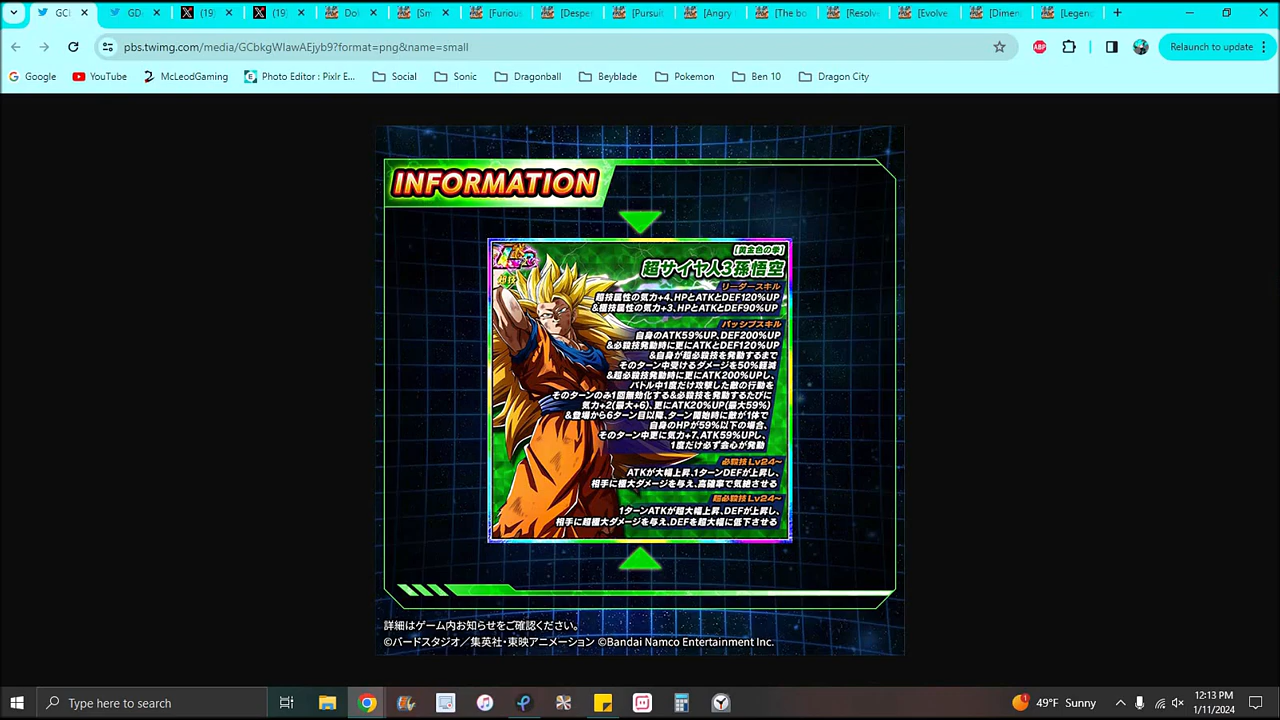 GC
GD
(19)
(19)
Dol
[Sm
[Furious
[Despe
[Pursuit
[Angry
[The bo
[Resolv
[Evolve
[Dimen
[Legen
pbs.twimg.com/media/GCbkgWIawAEjyb9?format=png&name=small
ABP
Relaunch to update
Google
YouTube
McLeodGaming
Photo Editor : Pixlr E...
Social
Sonic
Dragonball
Beyblade
Pokemon
Ben 10
Dragon City
INFORMATION
[黄金色の拳]
超サイヤ人3孫悟空
リーダースキル
超技属性の気力+4、HPとATKとDEF120%UP
&極技属性の気力+3、HPとATKとDEF90%UP
パッシブスキル
自身のATK59%UP、DEF200%UP
&必殺技発動時に更にATKとDEF120%UP
&自身が超必殺技を発動するまで
そのターン中受けるダメージを50%軽減
&超必殺技発動時に更にATK200%UPし、
バトル中1度だけ攻撃した敵の行動を
そのターンのみ1回無効化する&必殺技を発動するたびに
気力+2(最大+6)、更にATK20%UP(最大59%)
&登場から6ターン目以降、ターン開始時に敵が1体で
自身のHPが59%以下の場合、
そのターン中更に気力+7、ATK59%UPし、
1度だけ必ず会心が発動
必殺技 Lv24~
ATKが大幅上昇、1ターンDEFが上昇し、
相手に極大ダメージを与え、高確率で気絶させる
超必殺技 Lv24~
1ターンATKが超大幅上昇、DEFが上昇し、
相手に超極大ダメージを与え、DEFを超大幅に低下させる
詳細はゲーム内お知らせをご確認ください。
©バードスタジオ／集英社・東映アニメーション ©Bandai Namco Entertainment Inc.
Type here to search
1
49°F Sunny
12:13 PM
1/11/2024